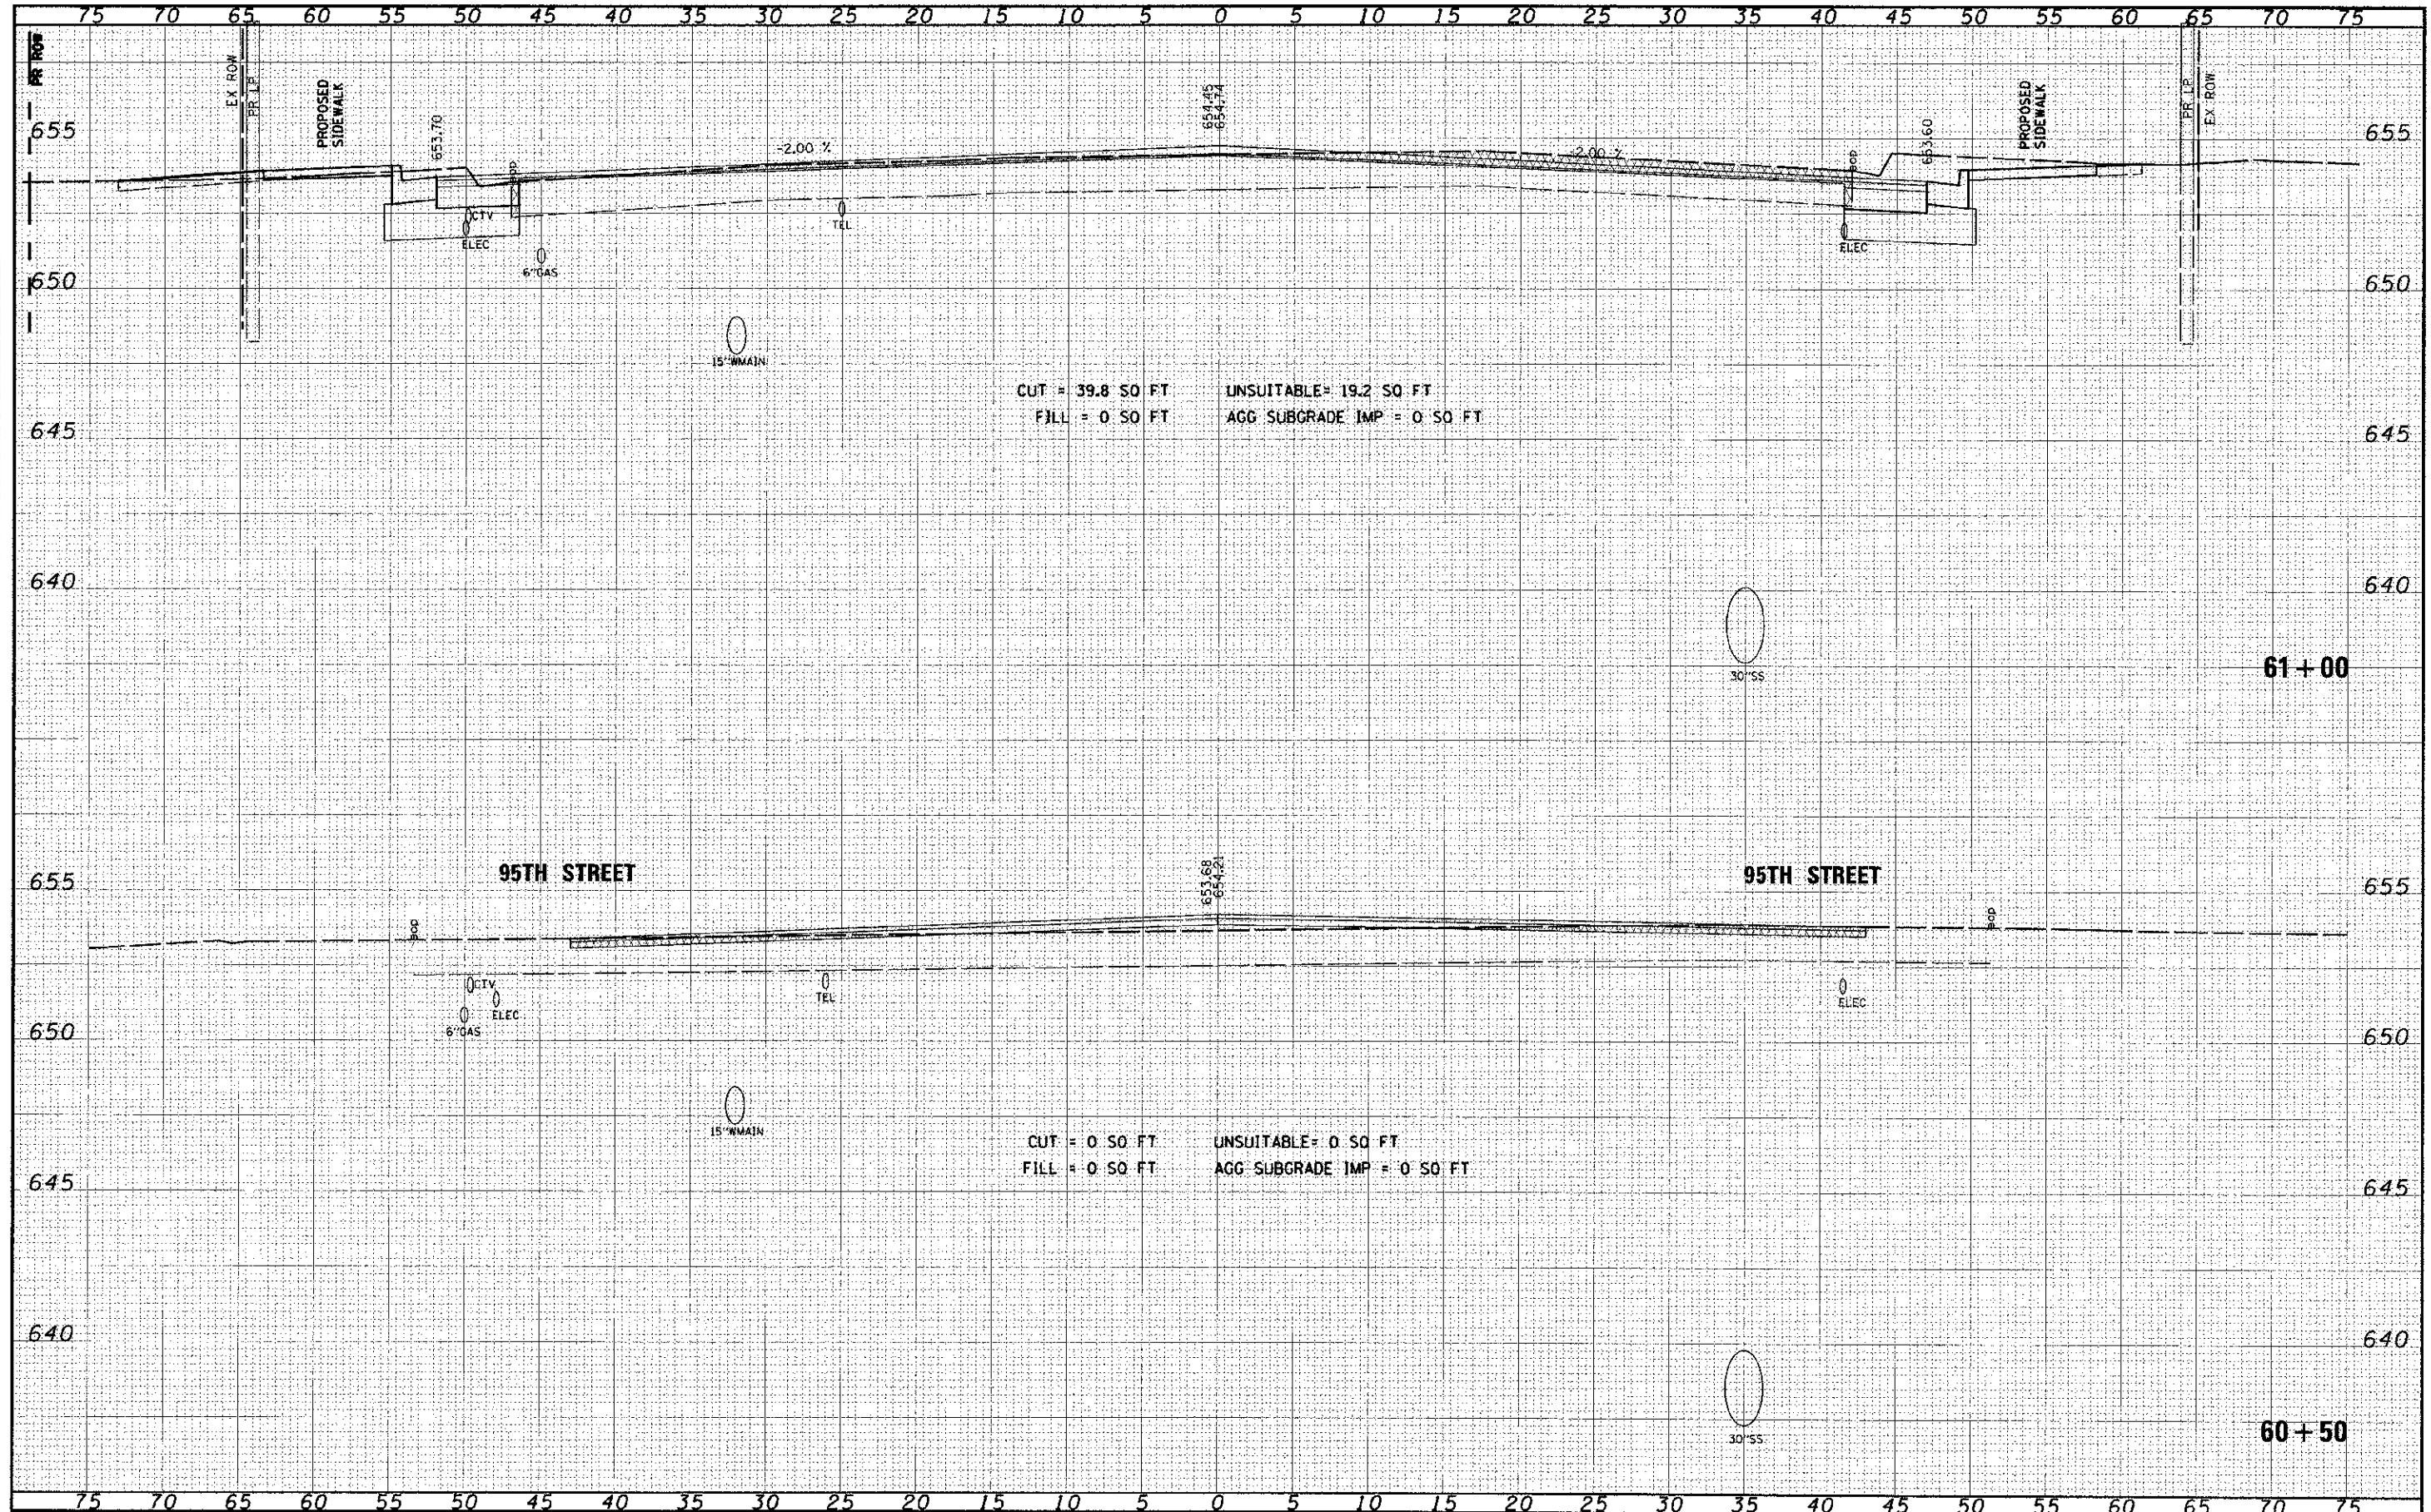 75 70 65 60 55 50 45 40 35 30 25 20 15 10 5 0 5 10 15 20 25 30 35 40 45 50 55 60 65 70 75
PR ROW
EX ROW
PR LP
PROPOSED
SIDEWALK
653.70
eop
654.45
654.74
eop
653.60
PROPOSED
SIDEWALK
PR LP
EX ROW
655
-2.00 %
-2.00 %
655
CTV
ELEC
6"GAS
TEL
ELEC
650
650
15"WMAIN
CUT = 39.8 SQ FT UNSUITABLE= 19.2 SQ FT
FILL = 0 SQ FT AGG SUBGRADE IMP = 0 SQ FT
645
645
640
640
30"SS
61+00
95TH STREET
653.68
654.21
95TH STREET
655
655
eop
eop
CTV
ELEC
6"GAS
TEL
ELEC
650
650
15"WMAIN
CUT = 0 SQ FT UNSUITABLE= 0 SQ FT
FILL = 0 SQ FT AGG SUBGRADE IMP = 0 SQ FT
645
645
640
640
30"SS
60+50
75 70 65 60 55 50 45 40 35 30 25 20 15 10 5 0 5 10 15 20 25 30 35 40 45 50 55 60 65 70 75